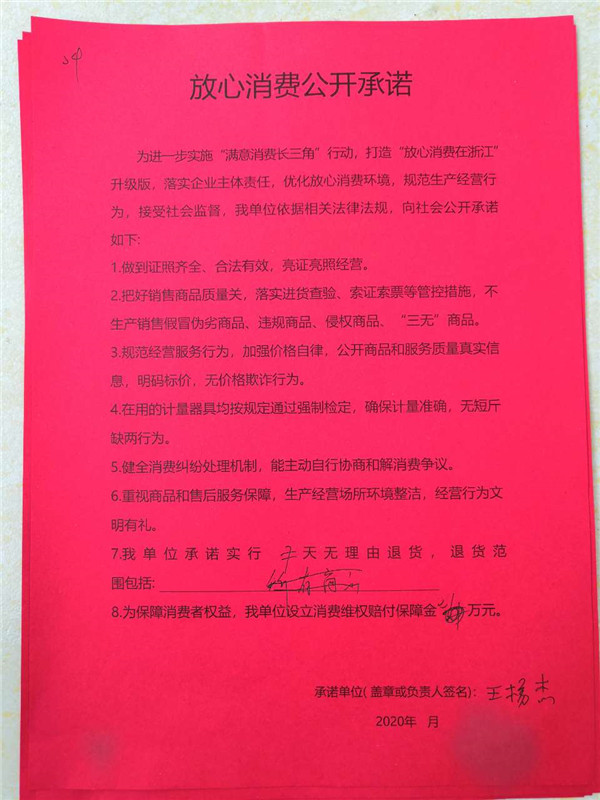 放心消费公开承诺
为进一步实施“满意消费长三角”行动，打造“放心消费在浙江”
升级版，落实企业主体责任，优化放心消费环境，规范生产经营行
为，接受社会监督，我单位依据相关法律法规，向社会公开承诺
如下：
1.做到证照齐全、合法有效，亮证亮照经营。
2.把好销售商品质量关，落实进货查验、索证索票等管控措施，不
生产销售假冒伪劣商品、违规商品、侵权商品、“三无”商品。
3.规范经营服务行为，加强价格自律，公开商品和服务质量真实信
息，明码标价，无价格欺诈行为。
4.在用的计量器具均按规定通过强制检定，确保计量准确，无短斤
缺两行为。
5.健全消费纠纷处理机制，能主动自行协商和解消费争议。
6.重视商品和售后服务保障，生产经营场所环境整洁，经营行为文
明有礼。
7.我单位承诺实行 天无理由退货，退货范
围包括: 所有商品
8.为保障消费者权益，我单位设立消费维权赔付保障金 万元。
承诺单位(盖章或负责人签名): 王杨杰
2020年 月